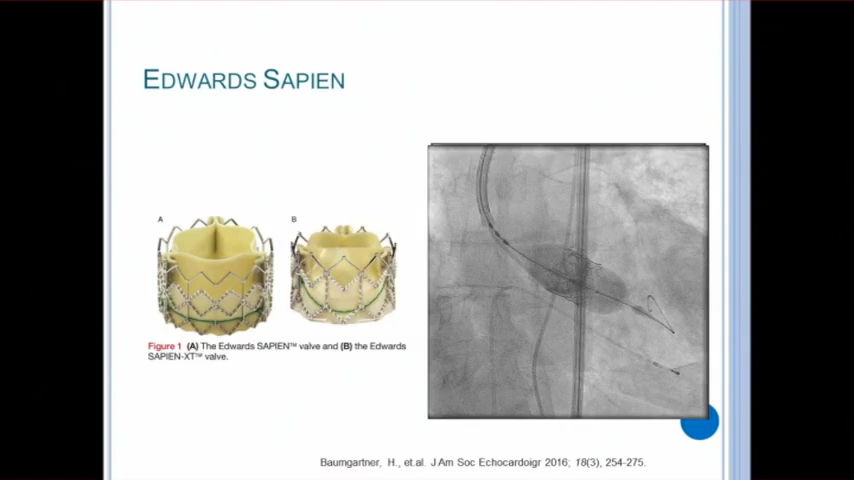 EDWARDS SAPIEN
A
B
Figure 1 (A) The Edwards SAPIEN™ valve and (B) the Edwards
SAPIEN-XT™ valve.
Baumgartner, H., et.al. J Am Soc Echocardoigr 2016; 18(3), 254-275.